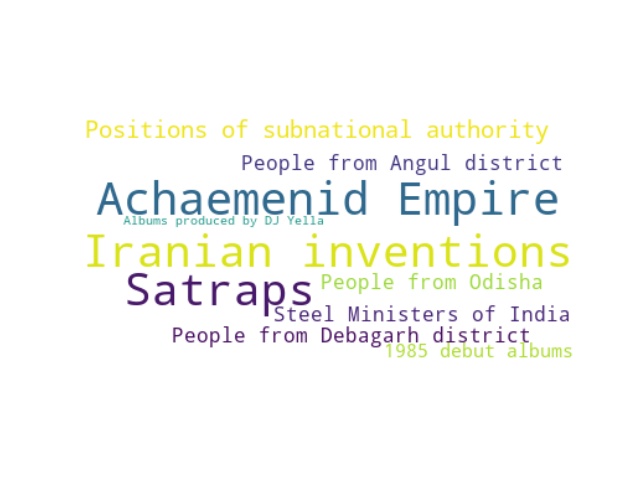 Positions of subnational authority
People from Angul district
Achaemenid Empire
Albums produced by DJ Yella
Iranian inventions
Satraps
People from Odisha
Steel Ministers of India
People from Debagarh district
1985 debut albums